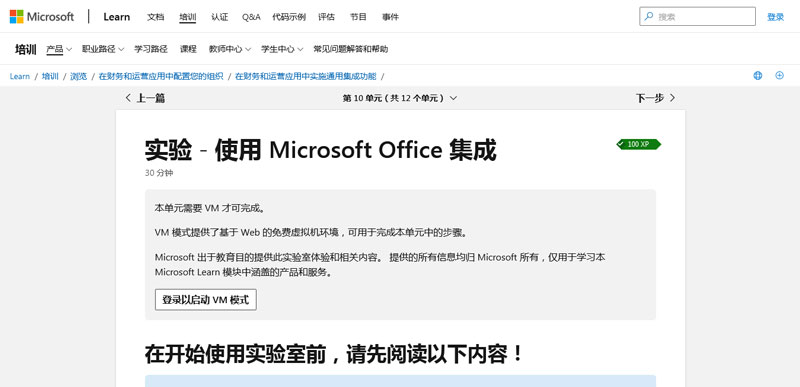 Microsoft Learn 文档 培训 认证 Q&A 代码示例 评估 节目 事件 搜索 登录
培训 产品 职业路径 学习路径 课程 教师中心 学生中心 常见问题解答和帮助
Learn / 培训 / 浏览 / 在财务和运营应用中配置您的组织 / 在财务和运营应用中实施通用集成功能 /
上一篇 第 10 单元（共 12 个单元） 下一步
实验 - 使用 Microsoft Office 集成
100 XP
30 分钟
本单元需要 VM 才可完成。
VM 模式提供了基于 Web 的免费虚拟机环境，可用于完成本单元中的步骤。
Microsoft 出于教育目的提供此实验室体验和相关内容。 提供的所有信息均归 Microsoft 所有，仅用于学习本
Microsoft Learn 模块中涵盖的产品和服务。
登录以启动 VM 模式
在开始使用实验室前，请先阅读以下内容！